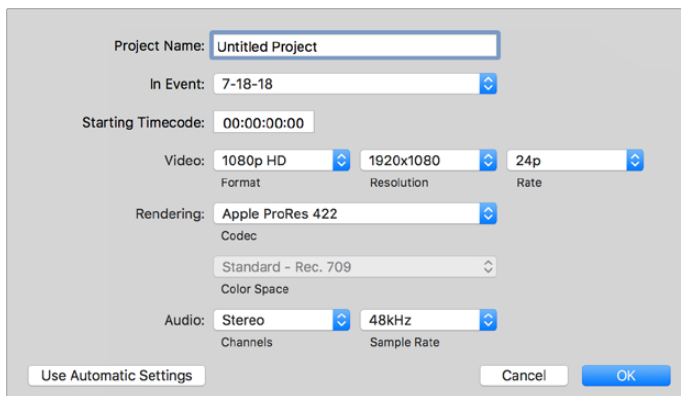 Project Name: Untitled Project
In Event: 7-18-18
Starting Timecode: 00:00:00:00
Video: 1080p HD 1920x1080 24p
Format Resolution Rate
Rendering: Apple ProRes 422
Codec
Standard - Rec. 709
Color Space
Audio: Stereo 48kHz
Channels Sample Rate
Use Automatic Settings Cancel OK